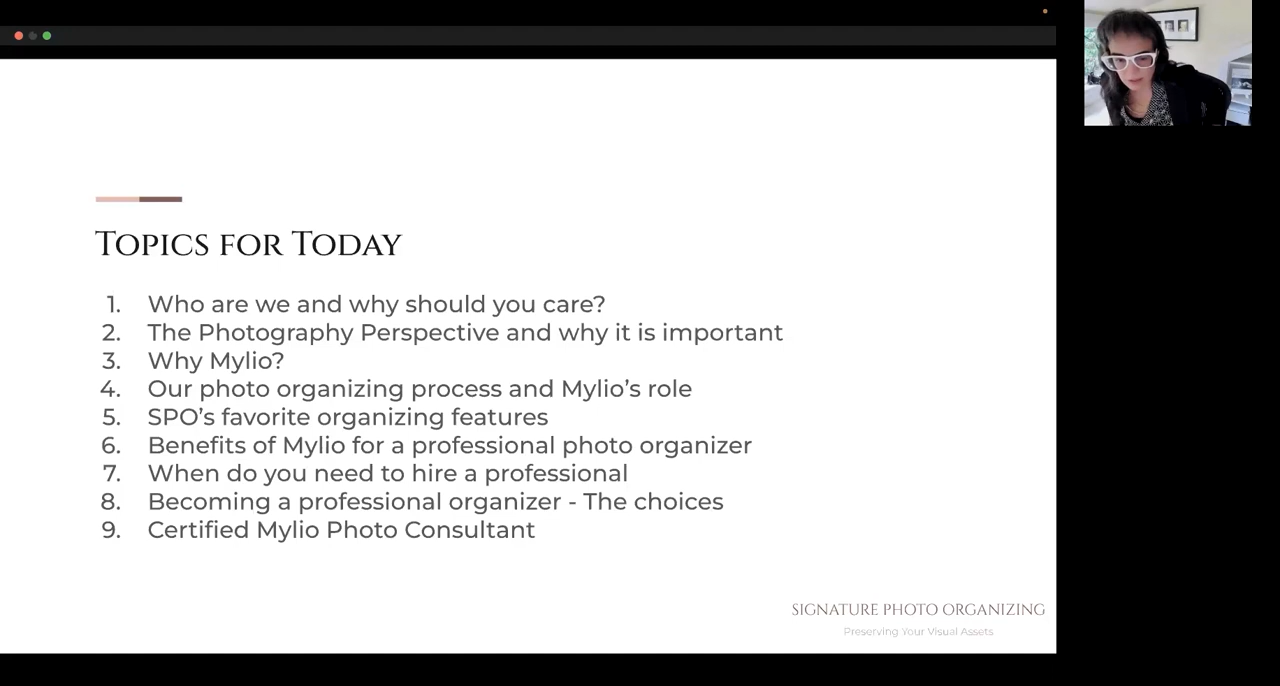 Topics for Today
1. Who are we and why should you care?
2. The Photography Perspective and why it is important
3. Why Mylio?
4. Our photo organizing process and Mylio's role
5. SPO's favorite organizing features
6. Benefits of Mylio for a professional photo organizer
7. When do you need to hire a professional
8. Becoming a professional organizer - The choices
9. Certified Mylio Photo Consultant
SIGNATURE PHOTO ORGANIZING
Preserving Your Visual Assets